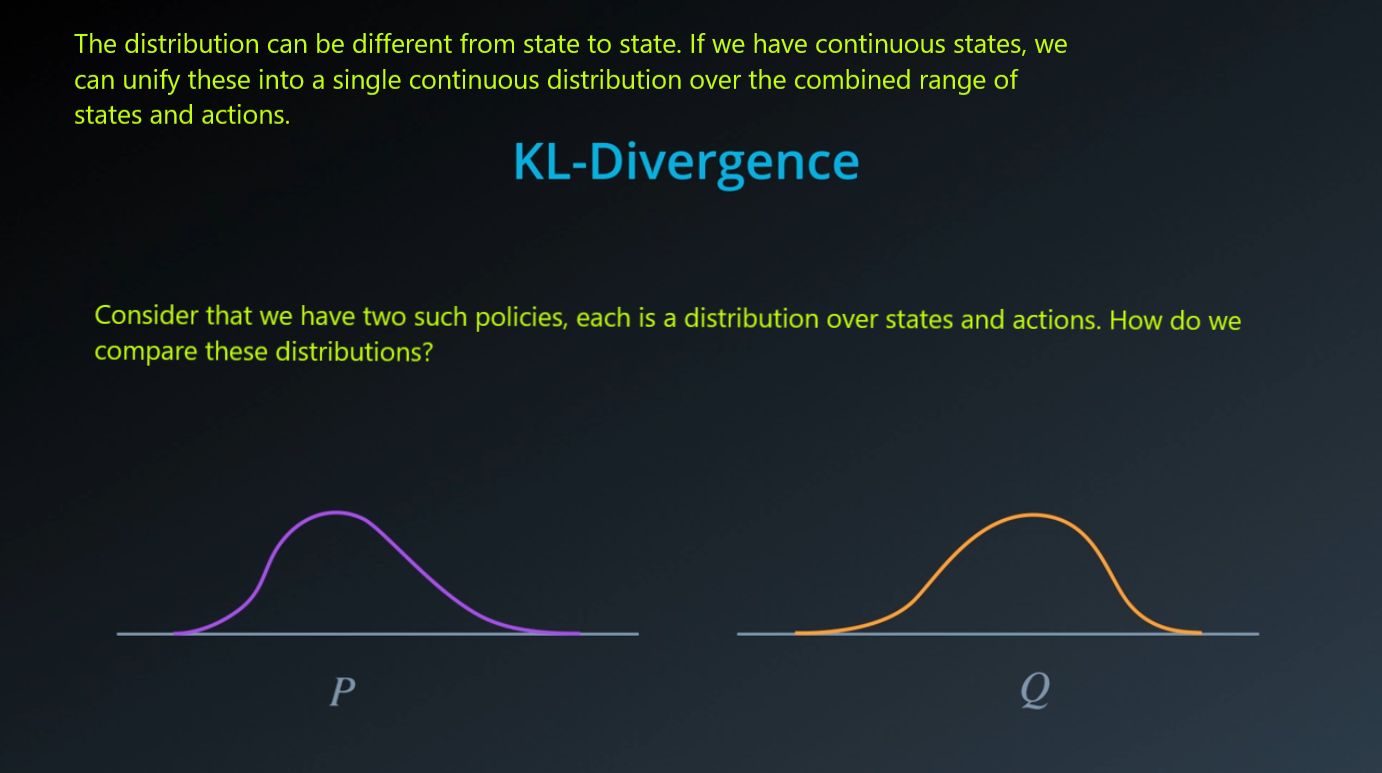 The distribution can be different from state to state. If we have continuous states, we
can unify these into a single continuous distribution over the combined range of
states and actions.
KL-Divergence
Consider that we have two such policies, each is a distribution over states and actions. How do we
compare these distributions?
P
Q